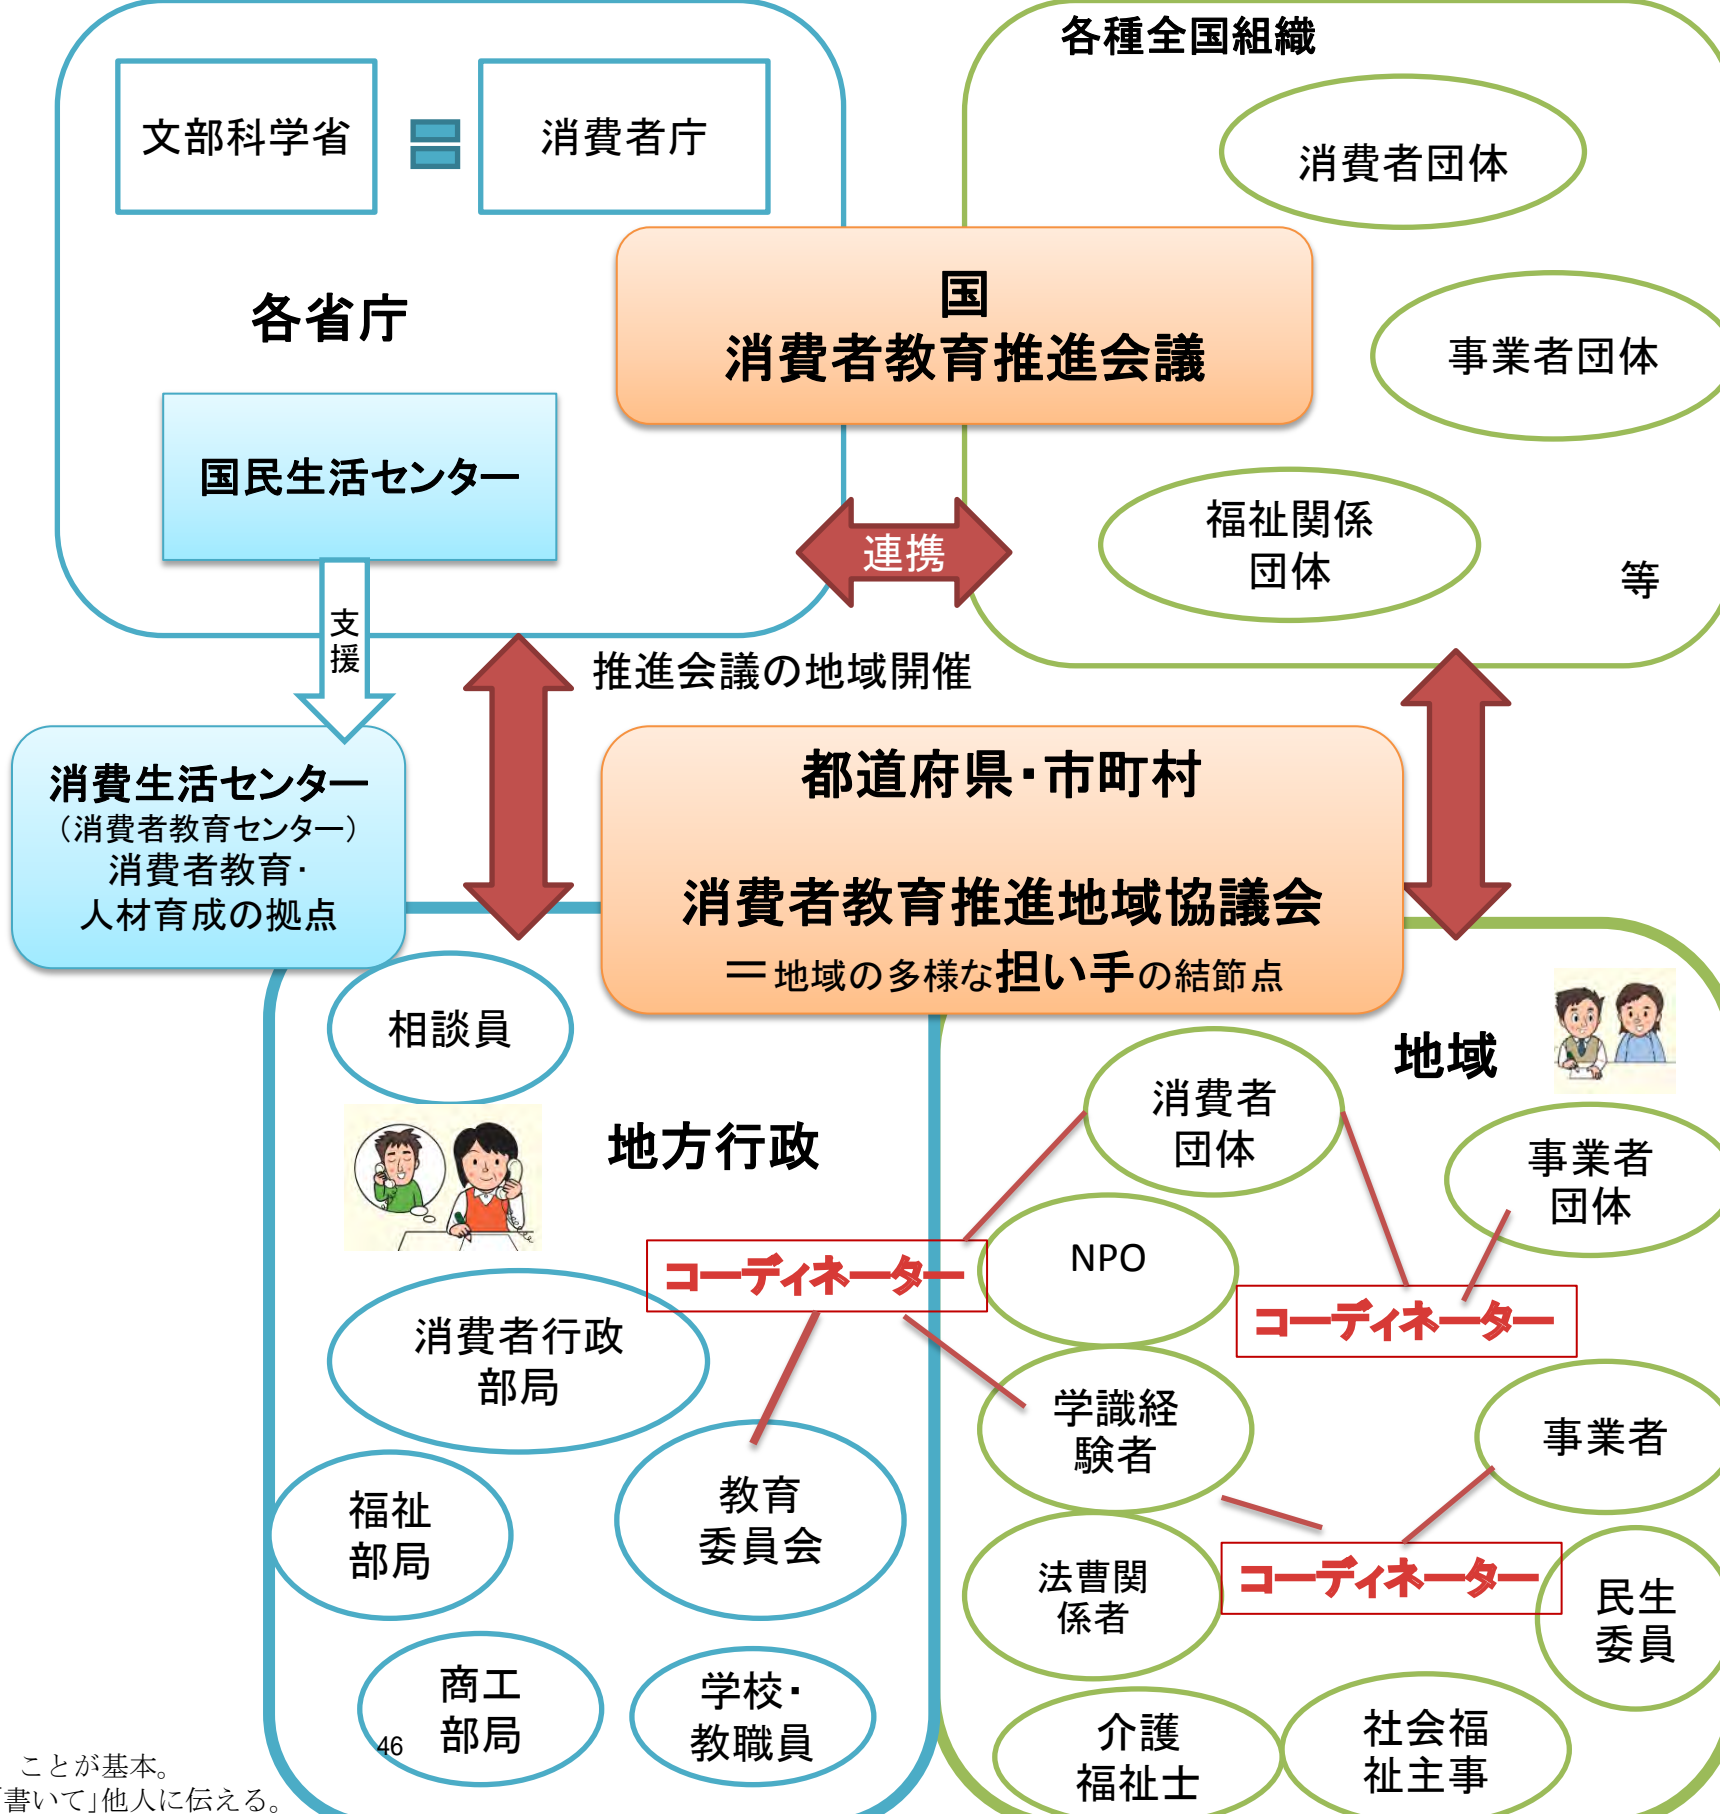 各種全国組織
文部科学省
消費者庁
消費者団体
各省庁
国
消費者教育推進会議
事業者団体
国民生活センター
連携
福祉関係
団体
等
支
援
推進会議の地域開催
消費生活センター
（消費者教育センター）
消費者教育・
人材育成の拠点
都道府県・市町村
消費者教育推進地域協議会
＝地域の多様な担い手の結節点
相談員
地方行政
地域
消費者
団体
事業者
団体
コーディネーター
NPO
コーディネーター
消費者行政
部局
学識経
験者
事業者
福祉
部局
教育
委員会
法曹関
係者
コーディネーター
民生
委員
商工
部局
学校・
教職員
介護
福祉士
社会福
祉主事
46
ことが基本。
「書いて」他人に伝える。